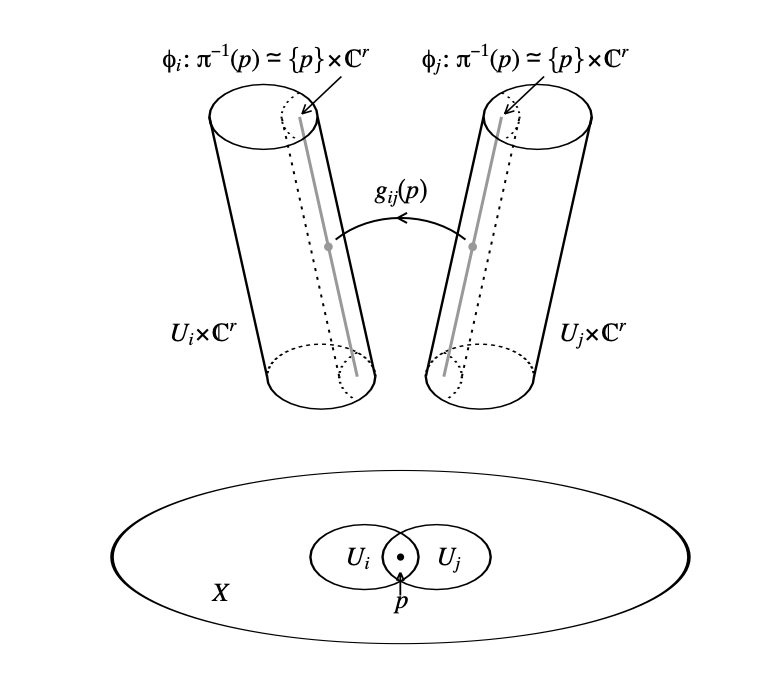 ϕᵢ: π⁻¹(p) ≃ {p}×ℂʳ
ϕⱼ: π⁻¹(p) ≃ {p}×ℂʳ
gᵢⱼ(p)
Uᵢ×ℂʳ
Uⱼ×ℂʳ
Uᵢ
Uⱼ
X
p